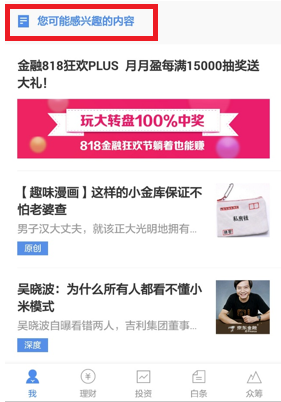 您可能感兴趣的内容
金融818狂欢PLUS 月月盈每满15000抽奖送
大礼！
玩大转盘100%中奖
818金融狂欢节躺着也能赚
【趣味漫画】这样的小金库保证不
怕老婆查
男子汉大丈夫，就该正大光明地拥有...
原创
私房钱
吴晓波：为什么所有人都看不懂小
米模式
吴晓波自曝看错两人，吉利集团董事...
深度
京东金融
我 理财 投资 白条 众筹